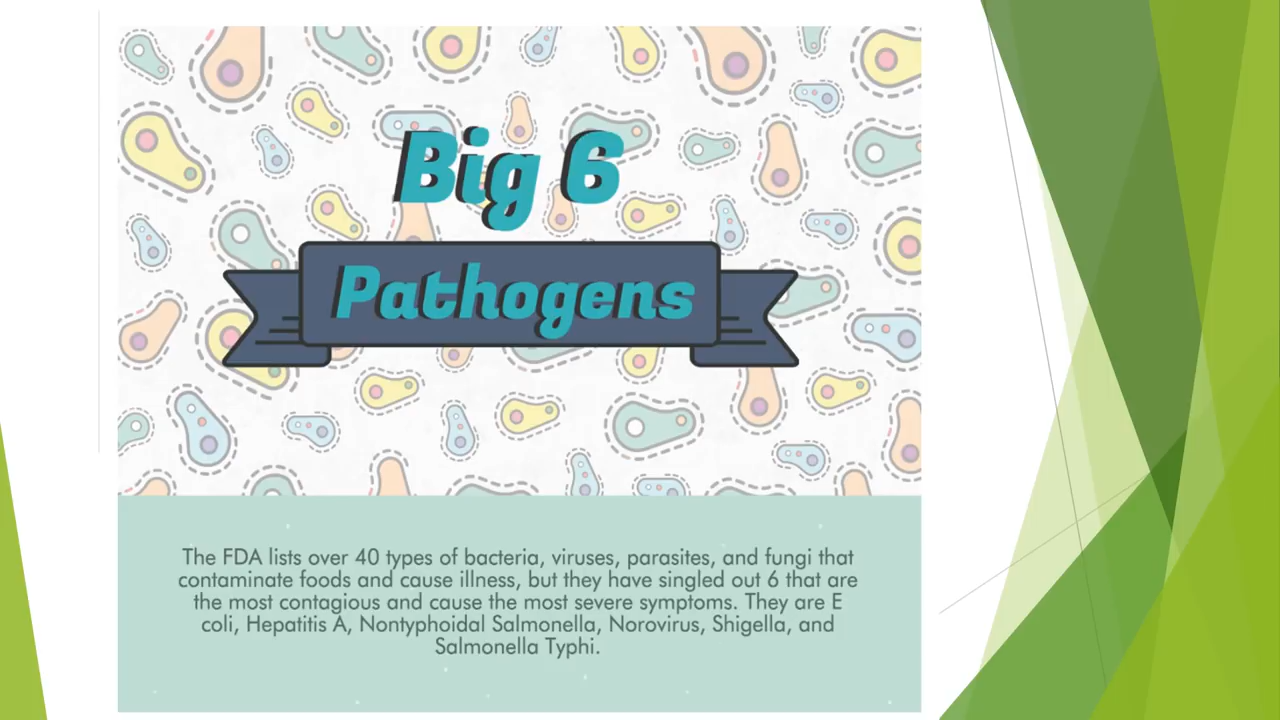 Big 6
Pathogens
The FDA lists over 40 types of bacteria, viruses, parasites, and fungi that
contaminate foods and cause illness, but they have singled out 6 that are
the most contagious and cause the most severe symptoms. They are E
coli, Hepatitis A, Nontyphoidal Salmonella, Norovirus, Shigella, and
Salmonella Typhi.